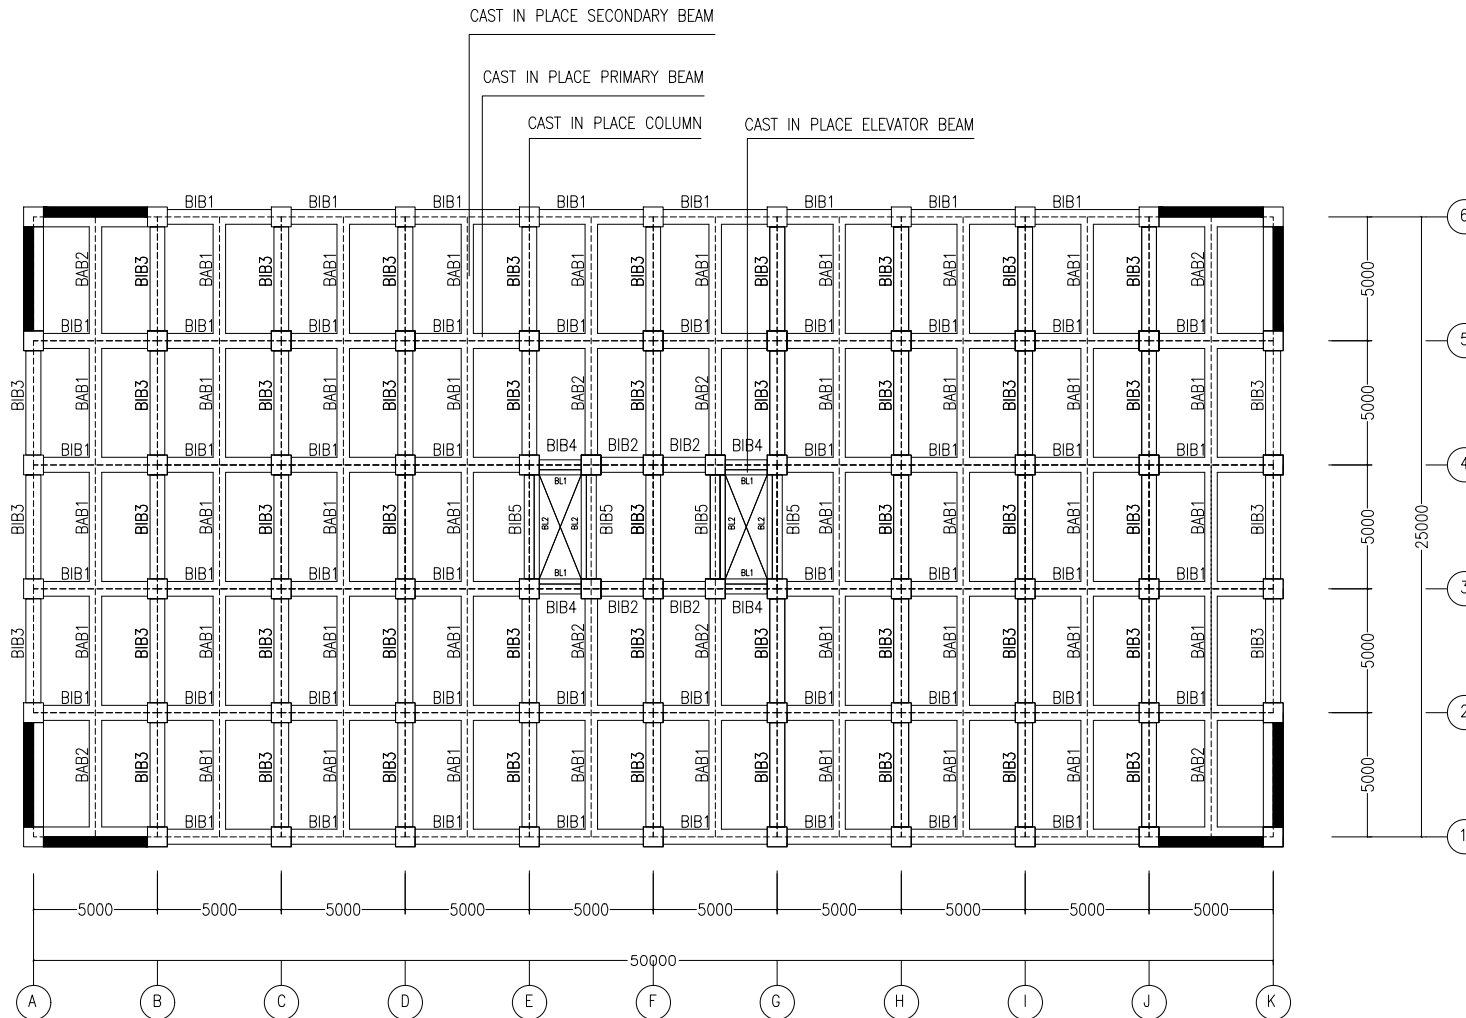 CAST IN PLACE SECONDARY BEAM
CAST IN PLACE PRIMARY BEAM
CAST IN PLACE COLUMN
CAST IN PLACE ELEVATOR BEAM
BIB1 BIB1 BIB1 BIB1 BIB1 BIB1 BIB1 BIB1
6
BAB2 BIB3 BAB1 BIB3 BAB1 BIB3 BAB1 BIB3 BAB1 BIB3 BAB1 BIB3 BAB1 BIB3 BAB1 BIB3 BAB1 BIB3 BAB2 5000
BIB1 BIB1 BIB1 BIB1 BIB1 BIB1 BIB1 BIB1 BIB1 BIB1
5
BIB3 BAB1 BIB3 BAB1 BIB3 BAB1 BIB3 BAB1 BIB3 BAB2 BIB3 BAB2 BIB3 BAB1 BIB3 BAB1 BIB3 BAB1 BIB3 BAB1 BIB3 5000
BIB1 BIB1 BIB1 BIB1 BIB4 BIB2 BIB2 BIB4 BIB1 BIB1 BIB1 BIB1
4
BL1 BL1
BIB3 BAB1 BIB3 BAB1 BIB3 BAB1 BIB3 BAB1 BIB5 BL2 BL2 BIB5 BIB3 BIB5 BL2 BL2 BIB5 BAB1 BIB3 BAB1 BIB3 BAB1 BIB3 BAB1 BIB3 5000 25000
BIB1 BIB1 BIB1 BIB1 BL1 BL1 BIB1 BIB1 BIB1 BIB1
3
BIB4 BIB2 BIB2 BIB4
BIB3 BAB1 BIB3 BAB1 BIB3 BAB1 BIB3 BAB1 BIB3 BAB2 BIB3 BAB2 BIB3 BAB1 BIB3 BAB1 BIB3 BAB1 BIB3 BAB1 BIB3 5000
BIB1 BIB1 BIB1 BIB1 BIB1 BIB1 BIB1 BIB1 BIB1 BIB1
2
BAB2 BIB3 BAB1 BIB3 BAB1 BIB3 BAB1 BIB3 BAB1 BIB3 BAB1 BIB3 BAB1 BIB3 BAB1 BIB3 BAB1 BIB3 BAB2 5000
BIB1 BIB1 BIB1 BIB1 BIB1 BIB1 BIB1 BIB1
1
5000 5000 5000 5000 5000 5000 5000 5000 5000 5000
50000
A B C D E F G H I J K